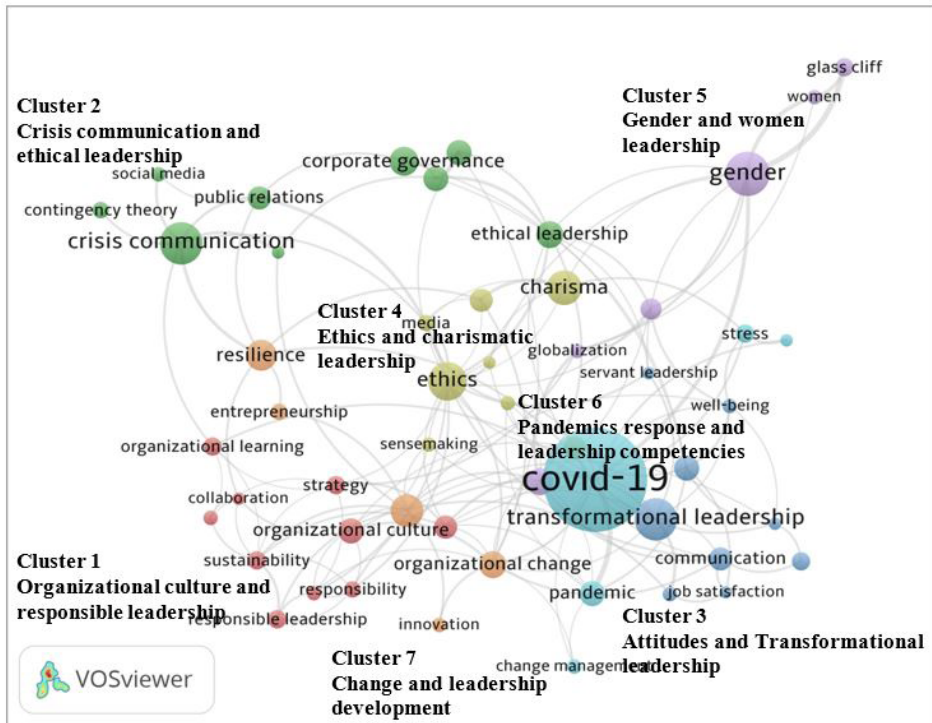 glass cliff
Cluster 2
Crisis communication and
ethical leadership
Cluster 5
Gender and women
leadership
women
social media
corporate governance
gender
contingency theory
public relations
crisis communication
ethical leadership
charisma
Cluster 4
Ethics and charismatic
leadership
media
resilience
globalization
stress
servant leadership
ethics
entrepreneurship
Cluster 6
Pandemics response and
leadership competencies
well-being
organizational learning
sensemaking
covid-19
strategy
collaboration
transformational leadership
organizational culture
Cluster 1
Organizational culture and
responsible leadership
sustainability
organizational change
communication
responsibility
pandemic
job satisfaction
responsible leadership
innovation
Cluster 3
Attitudes and Transformational
leadership
Cluster 7
Change and leadership
development
change management
VOSviewer